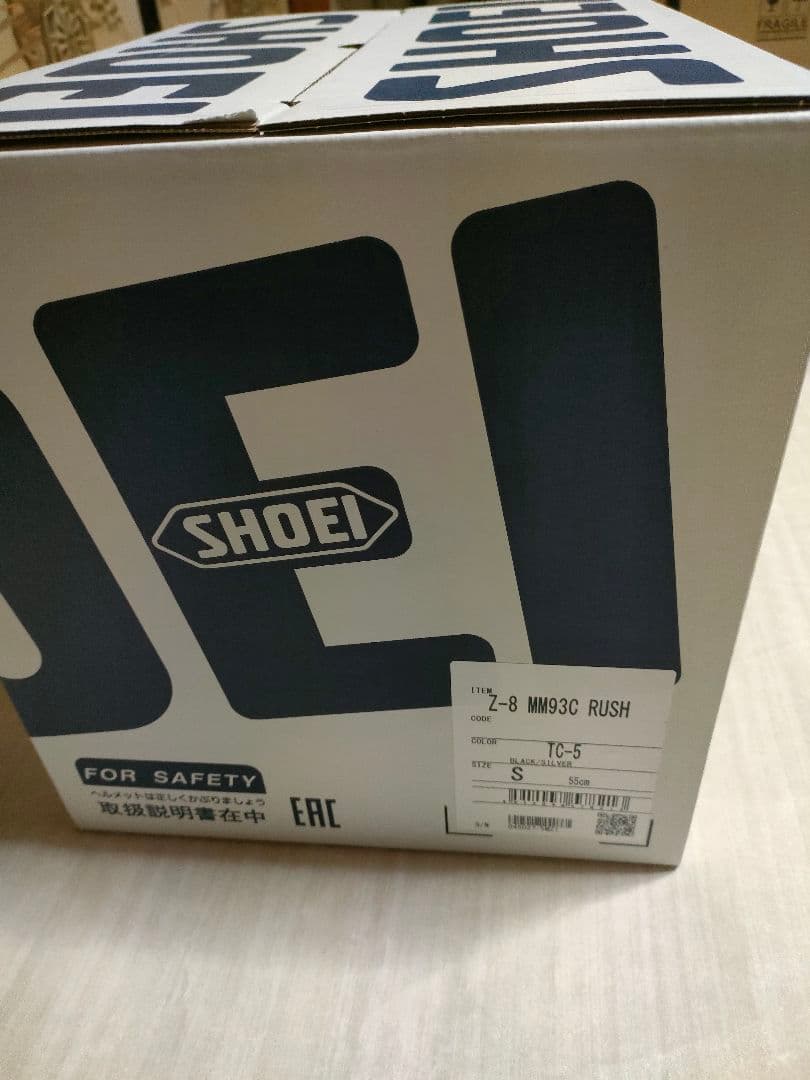 SHOEI
SHOEI
FRAGILE
OEI
SHOEI
ITEM
Z-8 MM93C RUSH
CODE
COLOR
TC-5
BLACK/SILVER
SIZE
S
55cm
S/N
FOR SAFETY
ヘルメットは正しくかぶりましょう
取扱説明書在中
EAC